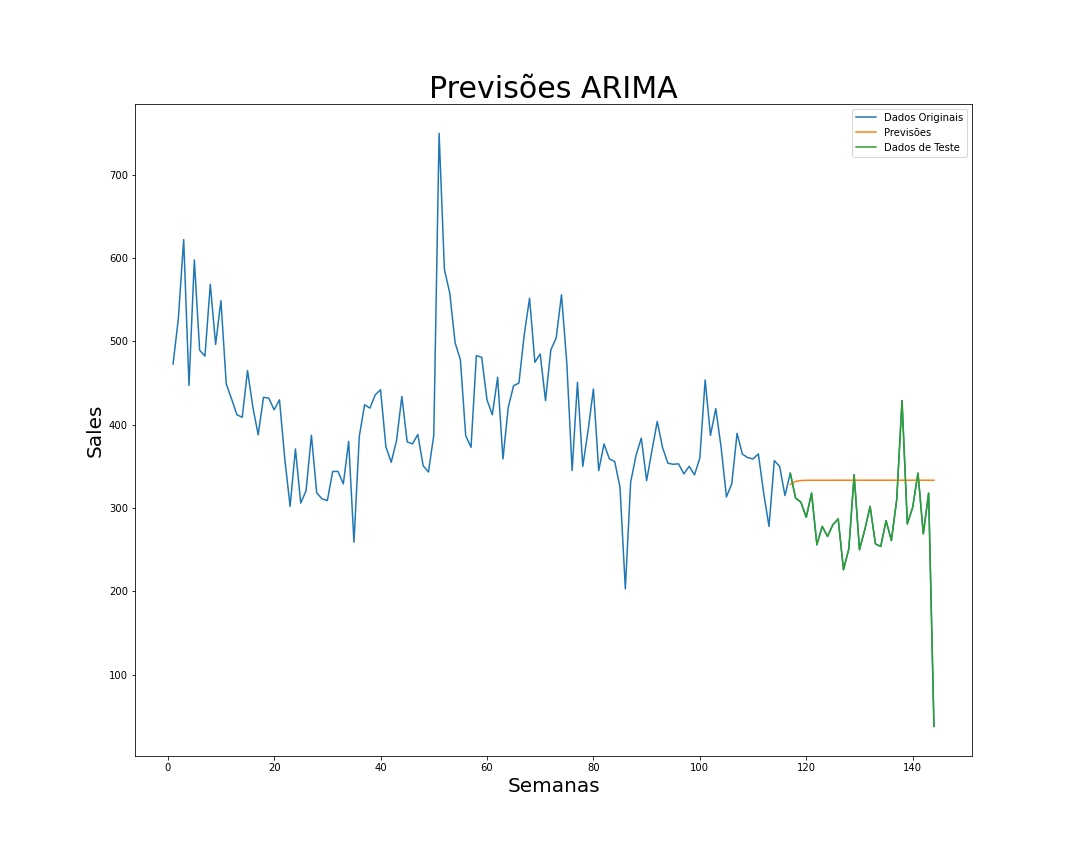 Previsões ARIMA
Dados Originais
Previsões
Dados de Teste
Sales
700
600
500
400
300
200
100
0 20 40 60 80 100 120 140
Semanas